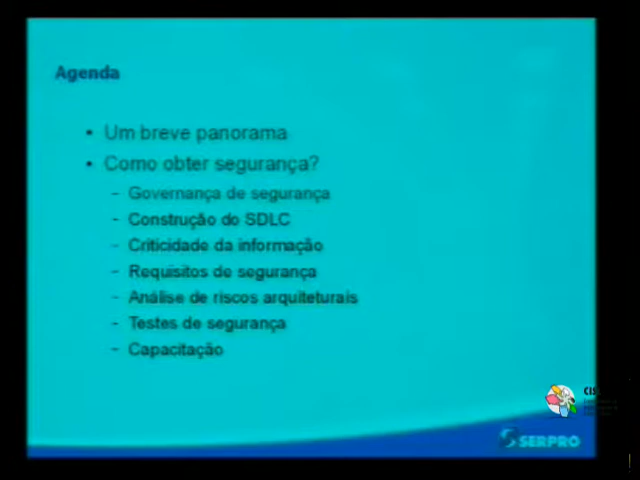 Agenda
• Um breve panorama
• Como obter segurança?
- Governança de segurança
- Construção do SDLC
- Criticidade da informação
- Requisitos de segurança
- Análise de riscos arquiteturais
- Testes de segurança
- Capacitação
SERPRO